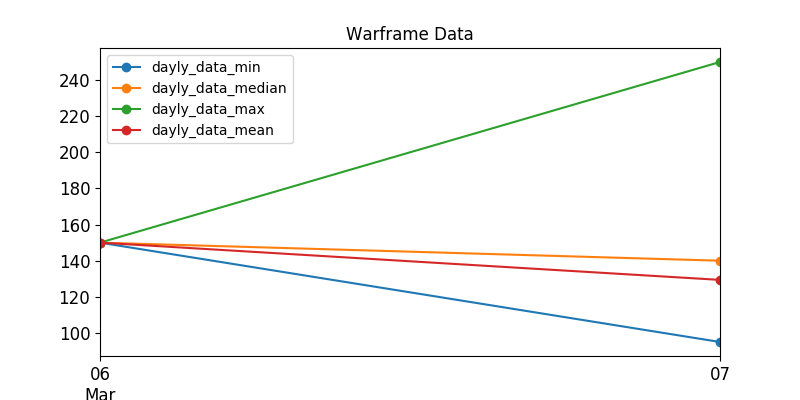 Warframe Data
dayly_data_min
dayly_data_median
dayly_data_max
dayly_data_mean
240
220
200
180
160
140
120
100
06
07
Mar